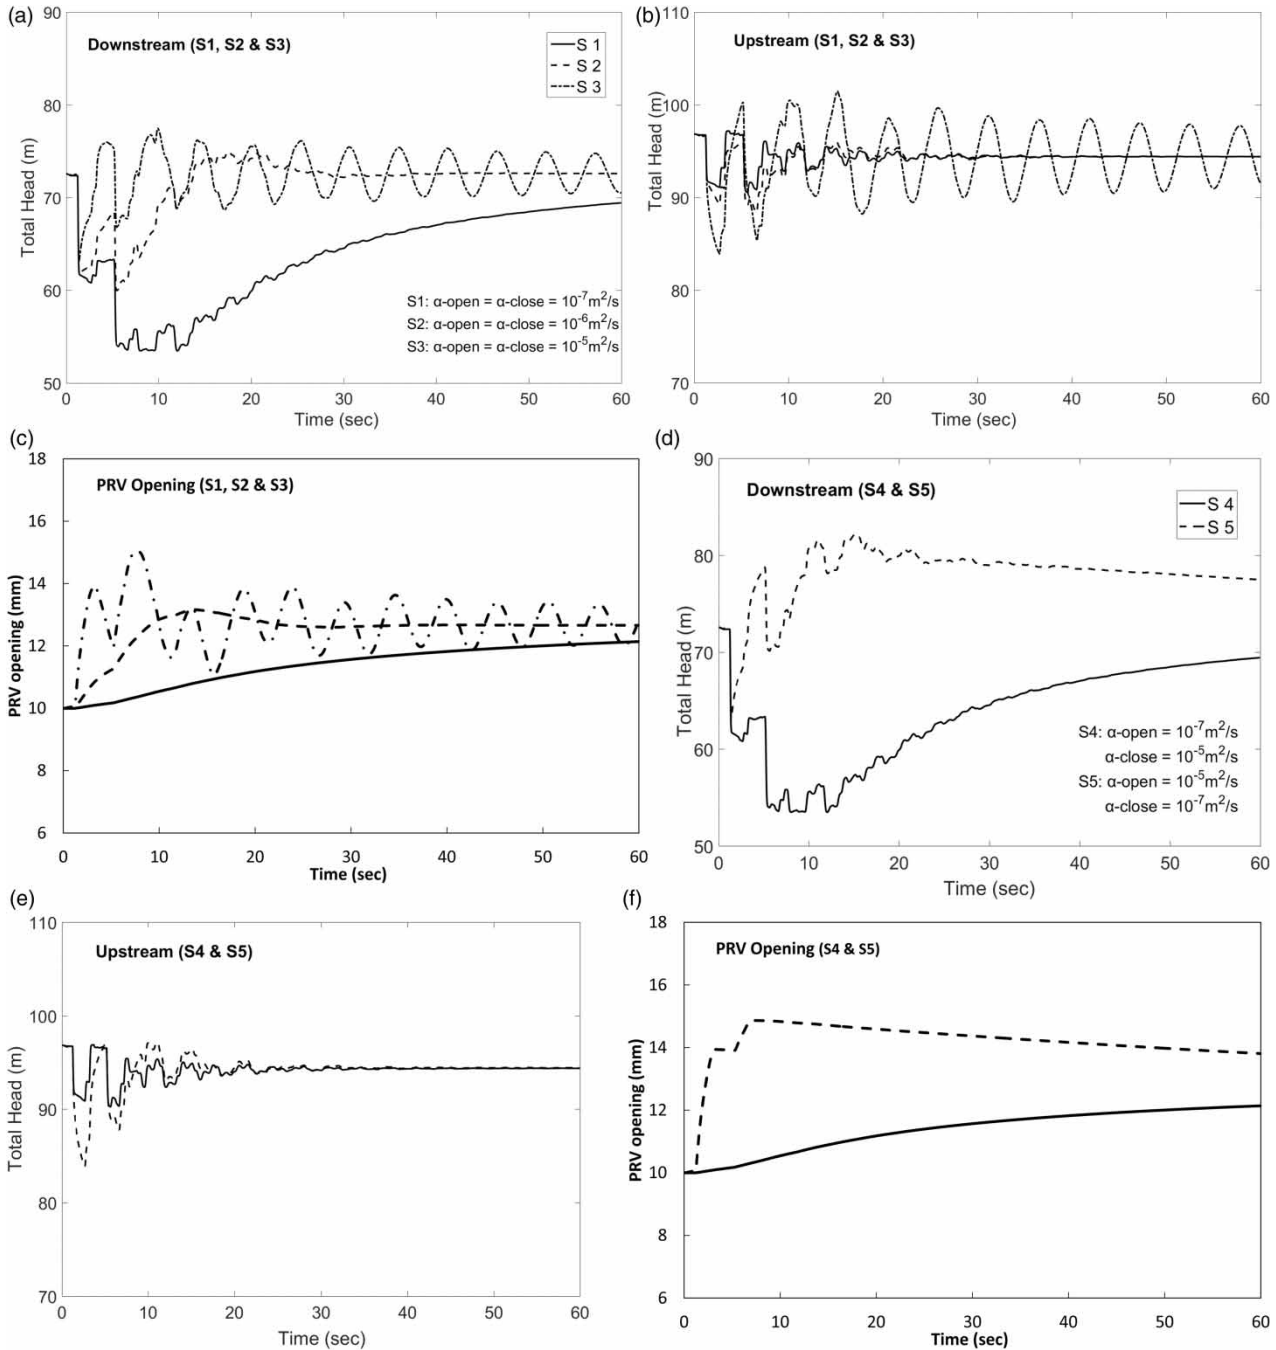 (a)
Downstream (S1, S2 & S3)
S 1
S 2
S 3
90
80
70
60
50
Total Head (m)
S1: α-open = α-close = 10⁻⁷m²/s
S2: α-open = α-close = 10⁻⁶m²/s
S3: α-open = α-close = 10⁻⁵m²/s
0 10 20 30 40 50 60
Time (sec)
(b)
Upstream (S1, S2 & S3)
110
100
90
80
70
Total Head (m)
0 10 20 30 40 50 60
Time (sec)
(c)
PRV Opening (S1, S2 & S3)
18
16
14
12
10
8
6
PRV opening (mm)
0 10 20 30 40 50 60
Time (sec)
(d)
Downstream (S4 & S5)
S 4
S 5
90
80
70
60
50
Total Head (m)
S4: α-open = 10⁻⁷m²/s
α-close = 10⁻⁵m²/s
S5: α-open = 10⁻⁵m²/s
α-close = 10⁻⁷m²/s
0 10 20 30 40 50 60
Time (sec)
(e)
Upstream (S4 & S5)
110
100
90
80
70
Total Head (m)
0 10 20 30 40 50 60
Time (sec)
(f)
PRV Opening (S4 & S5)
18
16
14
12
10
8
6
PRV opening (mm)
0 10 20 30 40 50 60
Time (sec)